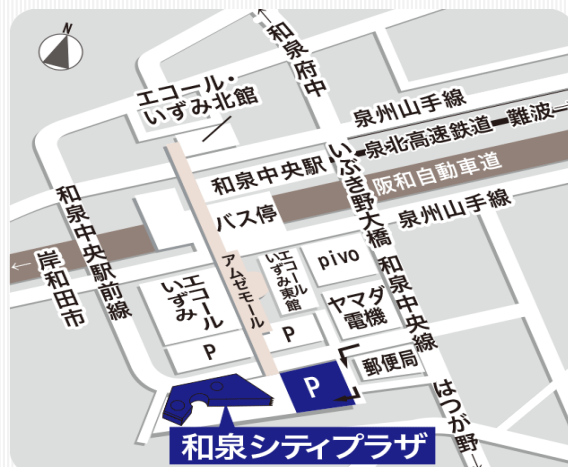 N
↑和泉府中
エコール・
いずみ北館
泉州山手線
和泉中央駅
泉北高速鉄道
難波→
いぶき野大橋
阪和自動車道
バス停
泉州山手線
和泉中央駅前線
←岸和田市
アムゼモール
エコール
いずみ
エコール
いずみ東館
pivo
和泉中央線
ヤマダ
電機
P
P
郵便局
P
はつが野→
和泉シティプラザ